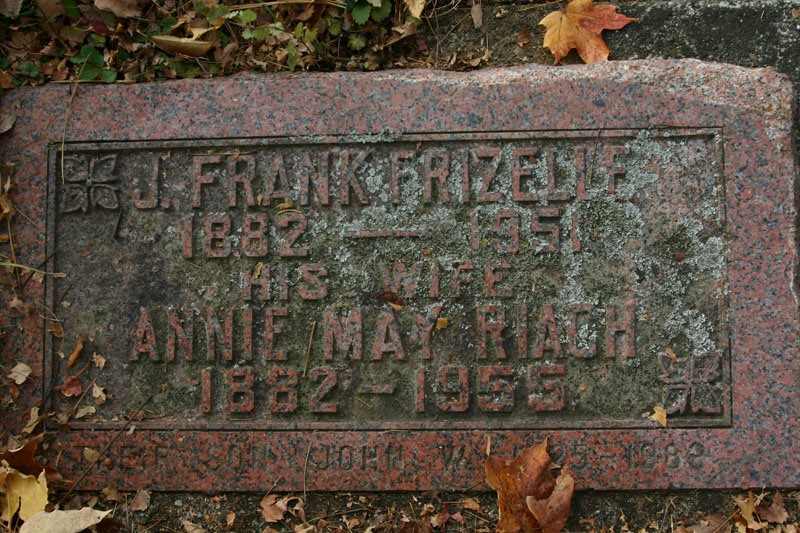 J. FRANK FRIZELLE
1882 — 1951
HIS WIFE
ANNIE MAY RIACH
1882 — 1955
THEIR SON JOHN W.